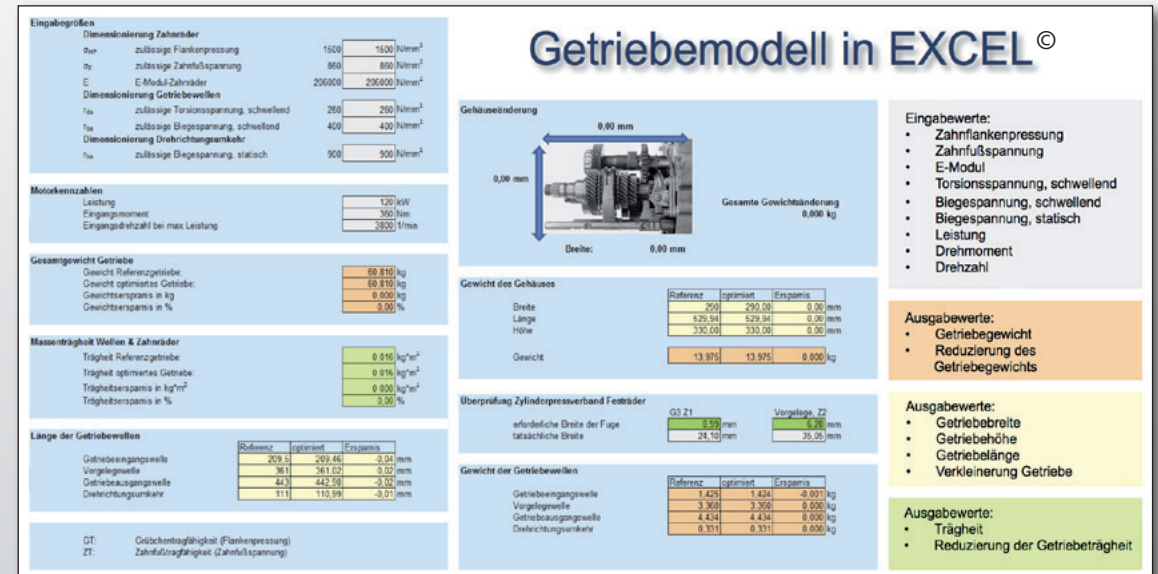 Getriebemodell in EXCEL©
Eingabegrößen
Dimensionierung Zahnräder
σHP zulässige Flankenpressung 1500 1500 N/mm²
σF zulässige Zahnfußspannung 860 860 N/mm²
E E-Modul-Zahnräder 206000 206000 N/mm²
Dimensionierung Getriebewellen
zulässige Torsionsspannung, schwellend 260 260 N/mm²
zulässige Biegespannung, schwellend 400 400 N/mm²
Dimensionierung Drehrichtungsumkehr
zulässige Biegespannung, statisch 900 900 N/mm²
Motorkennzahlen
Leistung 120 kW
Eingangsmoment 360 Nm
Eingangsdrehzahl bei max Leistung 3800 1/min
Gesamtgewicht Getriebe
Gewicht Referenzgetriebe: 60,810 kg
Gewicht optimiertes Getriebe: 60,810 kg
Gewichtserspranis in kg 0,000 kg
Gewichtsersparnis in % 0,00 %
Massenträgheit Wellen & Zahnräder
Trägheit Referenzgetriebe: 0,016 kg*m²
Trägheit optimiertes Getriebe: 0,016 kg*m²
Trägheitsersparnis in kg*m² 0,000 kg*m²
Trägheitsersparnis in % 0,00 %
Länge der Getriebewellen
Referenz optimiert Ersparnis
Getriebeeingangswelle 209,5 209,46 -0,04 mm
Vorgelegewelle 361 361,02 0,02 mm
Getriebeausgangswelle 443 442,98 -0,02 mm
Drehrichtungsumkehr 111 110,99 -0,01 mm
GT: Grübchentragfähigkeit (Flankenpressung)
ZT: Zahnfußtragfähigkeit (Zahnfußspannung)
Gehäuseänderung
0,00 mm
0,00 mm
Gesamte Gewichtsänderung
0,000 kg
Breite: 0,00 mm
Gewicht des Gehäuses
Referenz optimiert Ersparnis
Breite 290 290,00 0,00 mm
Länge 529,94 529,94 0,00 mm
Höhe 330,00 330,00 0,00 mm
Gewicht 13,975 13,975 0,000 kg
Überprüfung Zylinderpressverband Festräder
G3 Z1 Vorgelege, Z2
erforderliche Breite der Fuge 8,59 mm 6,28 mm
tatsächliche Breite 24,10 mm 35,05 mm
Gewicht der Getriebewellen
Referenz optimiert Ersparnis
Getriebeeingangswelle 1,425 1,424 -0,001 kg
Vorgelegewelle 3,360 3,360 0,000 kg
Getriebeausgangswelle 4,434 4,434 0,000 kg
Drehrichtungsumkehr 0,331 0,331 0,000 kg
Eingabewerte:
• Zahnflankenpressung
• Zahnfußspannung
• E-Modul
• Torsionsspannung, schwellend
• Biegespannung, schwellend
• Biegespannung, statisch
• Leistung
• Drehmoment
• Drehzahl
Ausgabewerte:
• Getriebegewicht
• Reduzierung des
Getriebegewichts
Ausgabewerte:
• Getriebebreite
• Getriebehöhe
• Getriebelänge
• Verkleinerung Getriebe
Ausgabewerte:
• Trägheit
• Reduzierung der Getriebeträgheit